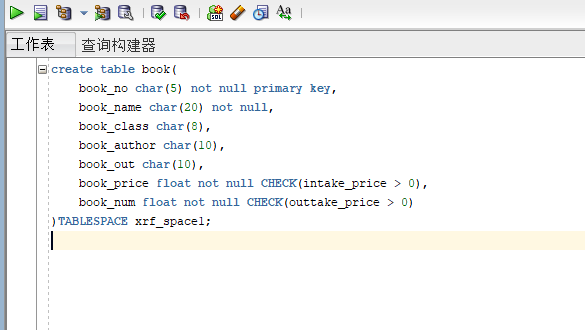 SQL
Aa
工作表 查询构建器
create table book(
book_no char(5) not null primary key,
book_name char(20) not null,
book_class char(8),
book_author char(10),
book_out char(10),
book_price float not null CHECK(intake_price > 0),
book_num float not null CHECK(outtake_price > 0)
)TABLESPACE xrf_space1;